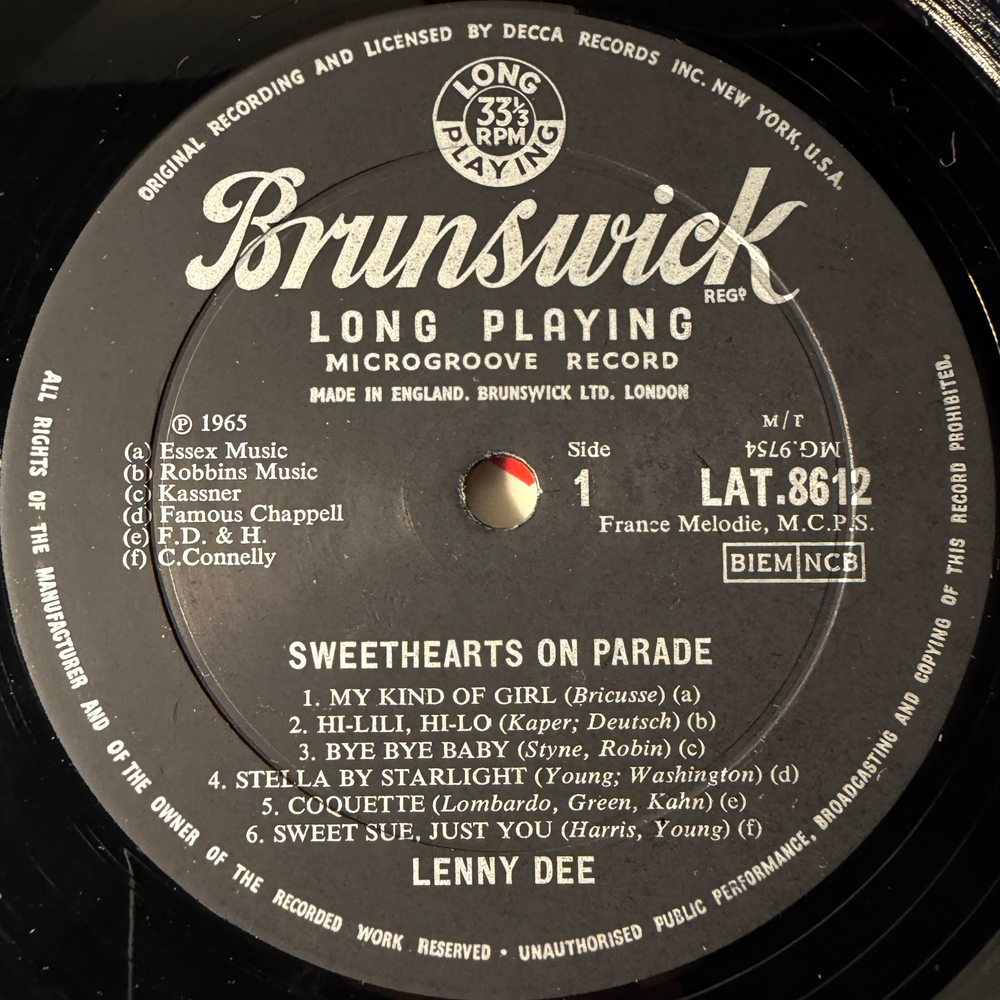 ORIGINAL RECORDING AND LICENSED BY DECCA RECORDS INC. NEW YORK, U.S.A.
LONG
33⅓
RPM
PLAYING
Brunswick
REGD
LONG PLAYING
MICROGROOVE RECORD
MADE IN ENGLAND. BRUNSWICK LTD. LONDON
℗ 1965
(a) Essex Music
(b) Robbins Music
(c) Kassner
(d) Famous Chappell
(e) F.D. & H.
(f) C.Connelly
Side
1
M/T
MG.9754
LAT.8612
France Melodie, M.C.P.S.
BIEM NCB
SWEETHEARTS ON PARADE
1. MY KIND OF GIRL (Bricusse) (a)
2. HI-LILI, HI-LO (Kaper; Deutsch) (b)
3. BYE BYE BABY (Styne, Robin) (c)
4. STELLA BY STARLIGHT (Young; Washington) (d)
5. COQUETTE (Lombardo, Green, Kahn) (e)
6. SWEET SUE, JUST YOU (Harris, Young) (f)
LENNY DEE
ALL RIGHTS OF THE MANUFACTURER AND OF THE OWNER OF THE RECORDED WORK RESERVED • UNAUTHORISED PUBLIC PERFORMANCE, BROADCASTING AND COPYING OF THIS RECORD PROHIBITED.